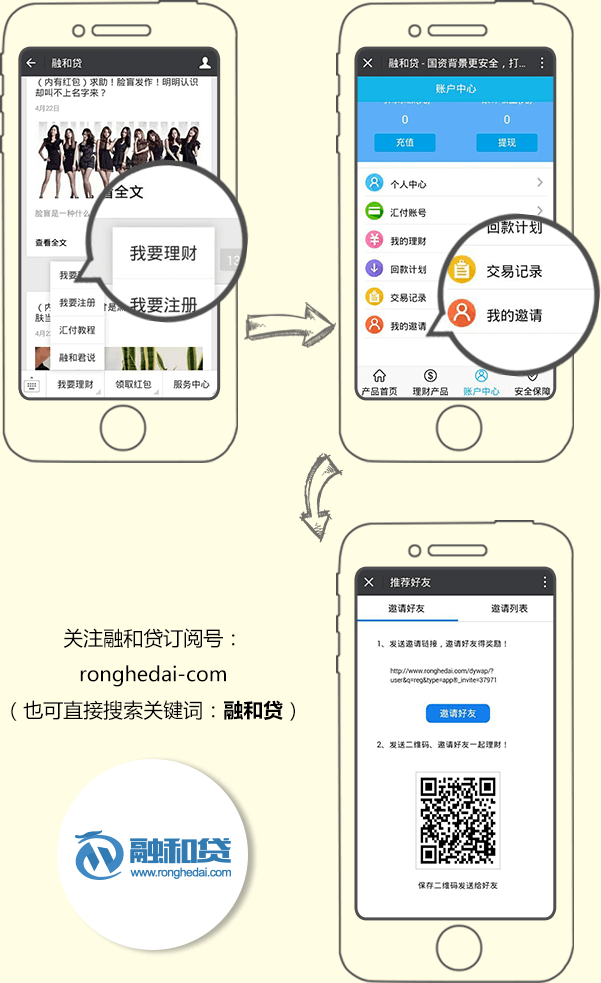 融和贷
（内有红包）求助！脸盲发作！明明认识
却叫不上名字来？
4月22日
看全文
脸盲是一种什么
查看全文
我要理财
我要注册
13
我要
我要注册
汇付教程
融和君说
（内
肤当
4月2
我要理财
领取红包
服务中心
融和贷 - 国资背景更安全，打...
账户中心
0
0
充值
提现
个人中心
汇付账号
我的理财
回款计划
交易记录
我的邀请
回款计划
交易记录
我的邀请
产品首页
理财产品
账户中心
安全保障
推荐好友
邀请好友
邀请列表
1、发送邀请链接，邀请好友得奖励！
http://www.ronghedai.com/dywap/?
user&q=reg&type=app®_invite=37971
邀请好友
2、发送二维码、邀请好友一起理财！
保存二维码发送给好友
关注融和贷订阅号：
ronghedai-com
（也可直接搜索关键词：融和贷）
融和贷
www.ronghedai.com